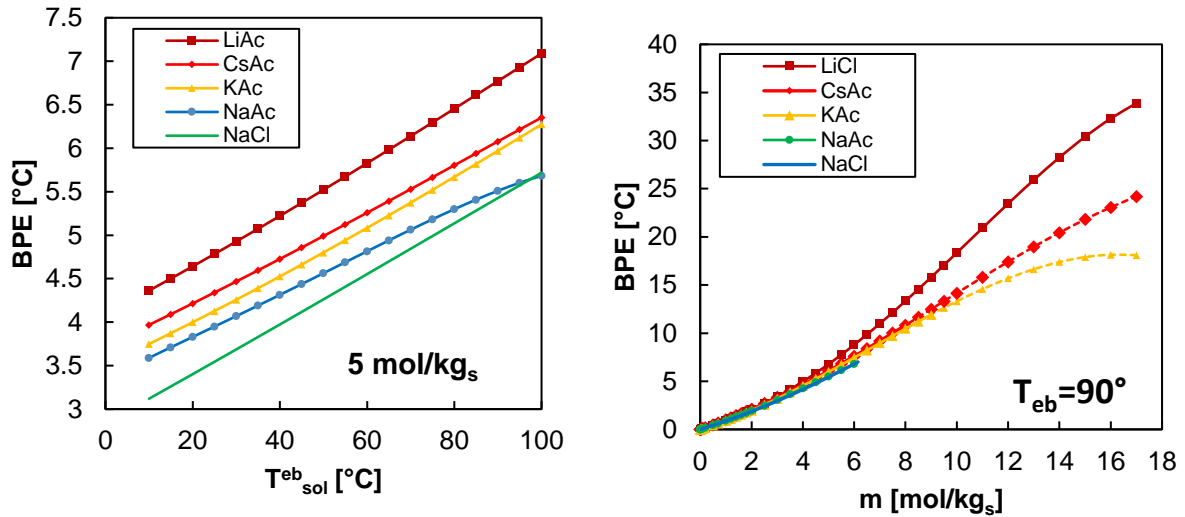 7.5
7
6.5
6
5.5
5
4.5
4
3.5
3
BPE [°C]
LiAc
CsAc
KAc
NaAc
NaCl
5 mol/kgs
0
20
40
60
80
100
Tebsol [°C]
40
35
30
25
20
15
10
5
0
BPE [°C]
LiCl
CsAc
KAc
NaAc
NaCl
Teb=90°
0
2
4
6
8
10
12
14
16
18
m [mol/kgs]